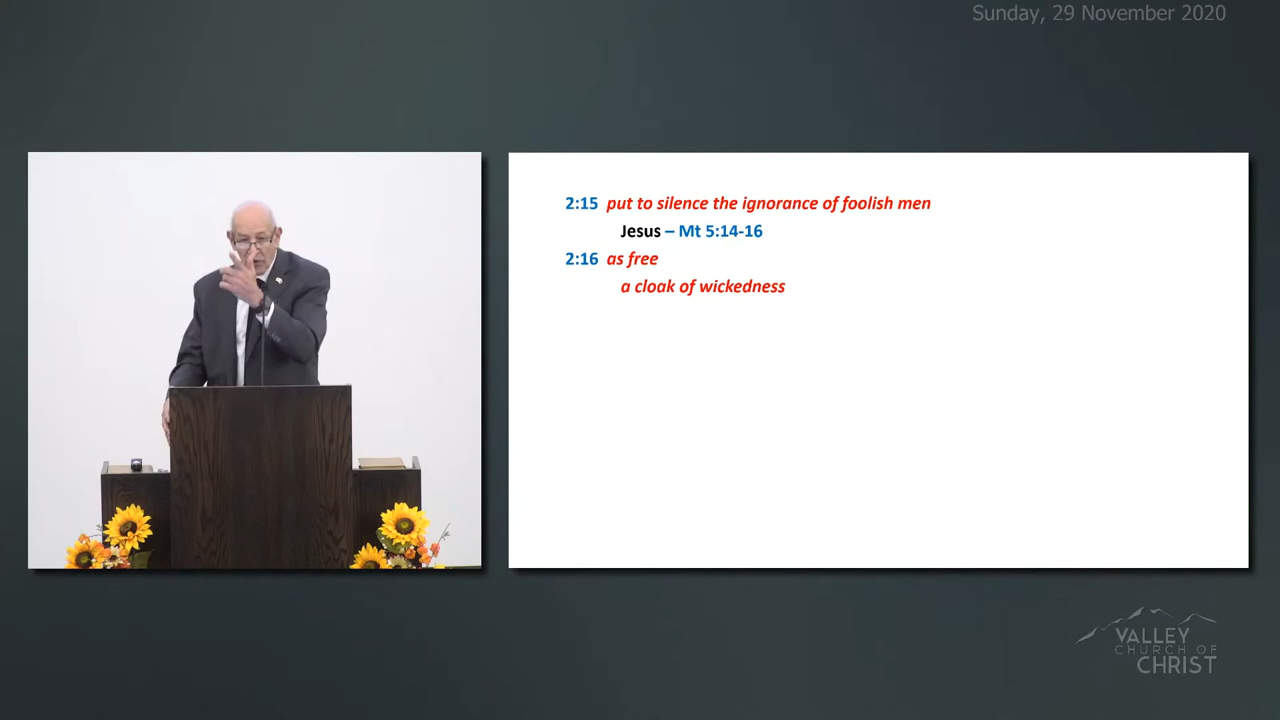 Sunday, 29 November 2020
2:15 put to silence the ignorance of foolish men
Jesus – Mt 5:14-16
2:16 as free
a cloak of wickedness
VALLEY
CHURCH OF
CHRIST